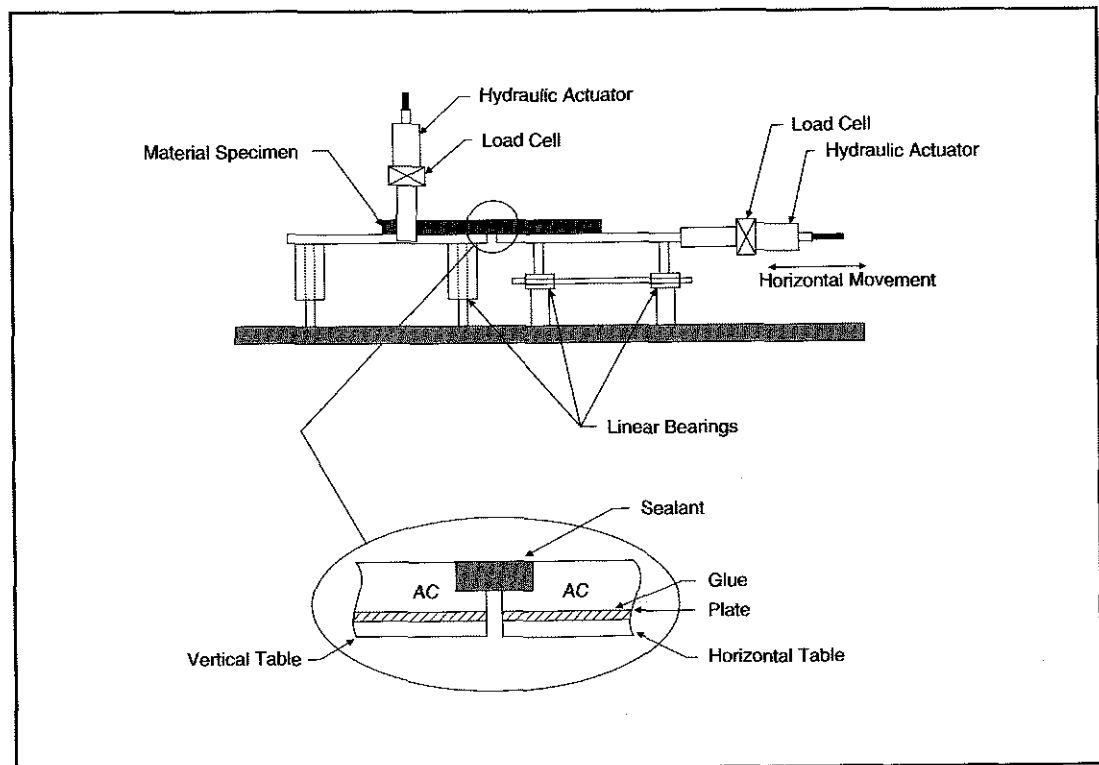 Hydraulic Actuator
Load Cell
Material Specimen
Load Cell
Hydraulic Actuator
Horizontal Movement
Linear Bearings
Sealant
AC
AC
Glue
Plate
Vertical Table
Horizontal Table